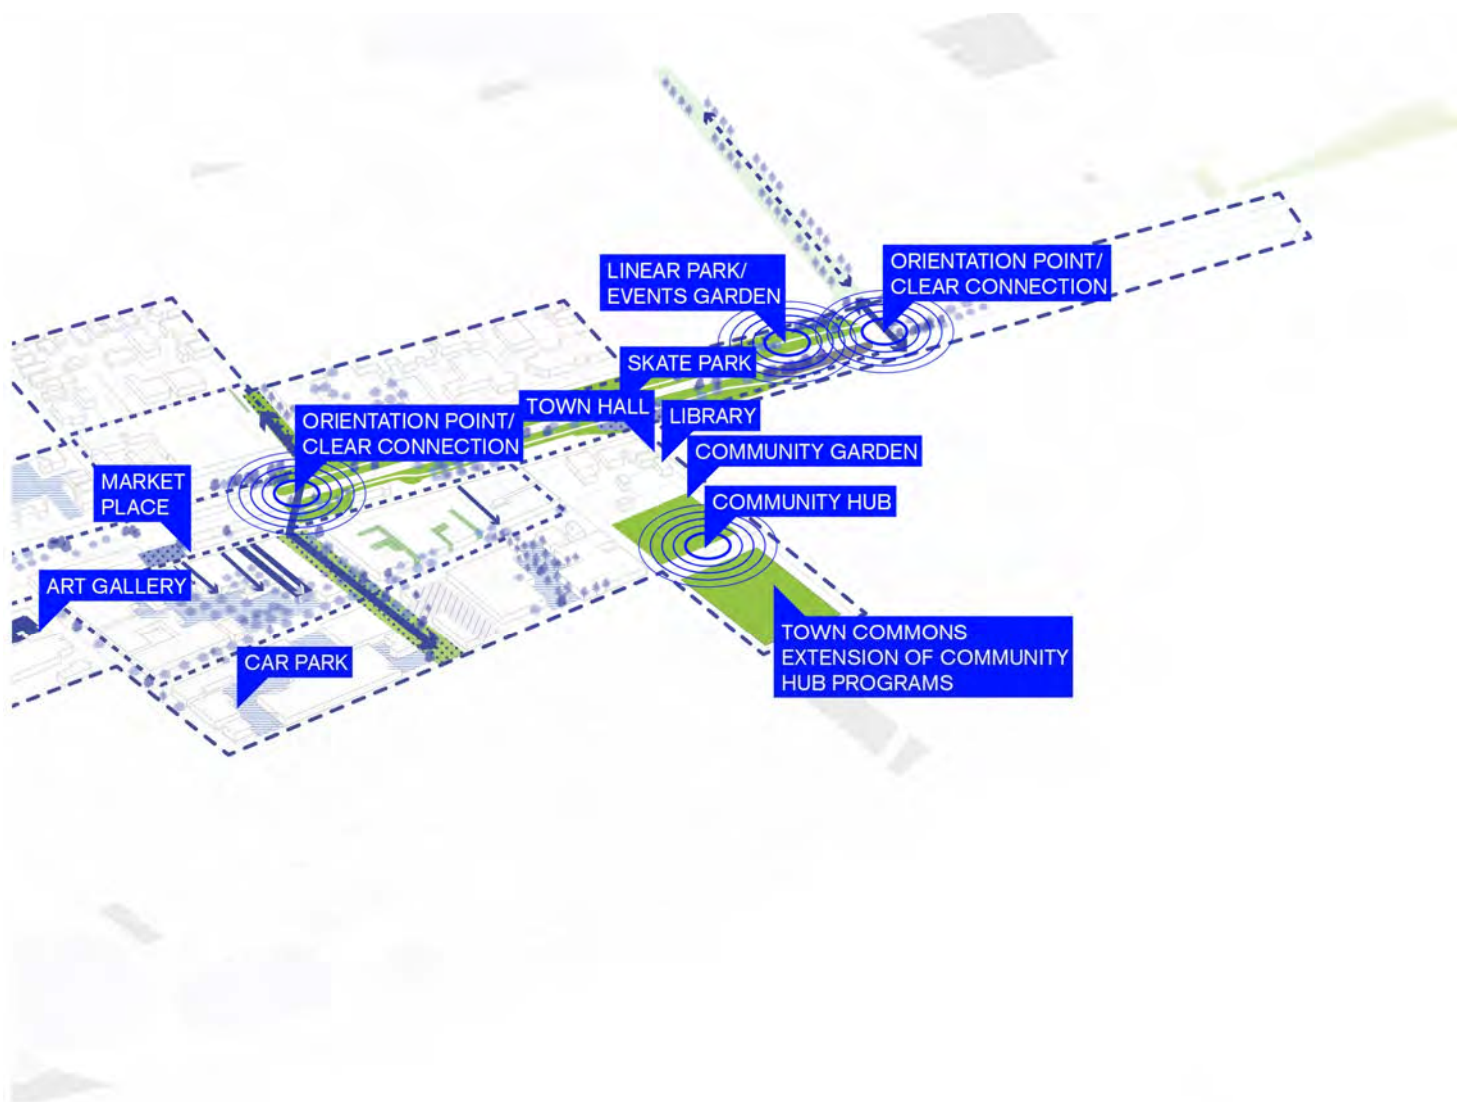 LINEAR PARK/
EVENTS GARDEN
ORIENTATION POINT/
CLEAR CONNECTION
SKATE PARK
TOWN HALL
LIBRARY
ORIENTATION POINT/
CLEAR CONNECTION
COMMUNITY GARDEN
MARKET
PLACE
COMMUNITY HUB
ART GALLERY
TOWN COMMONS
EXTENSION OF COMMUNITY
HUB PROGRAMS
CAR PARK